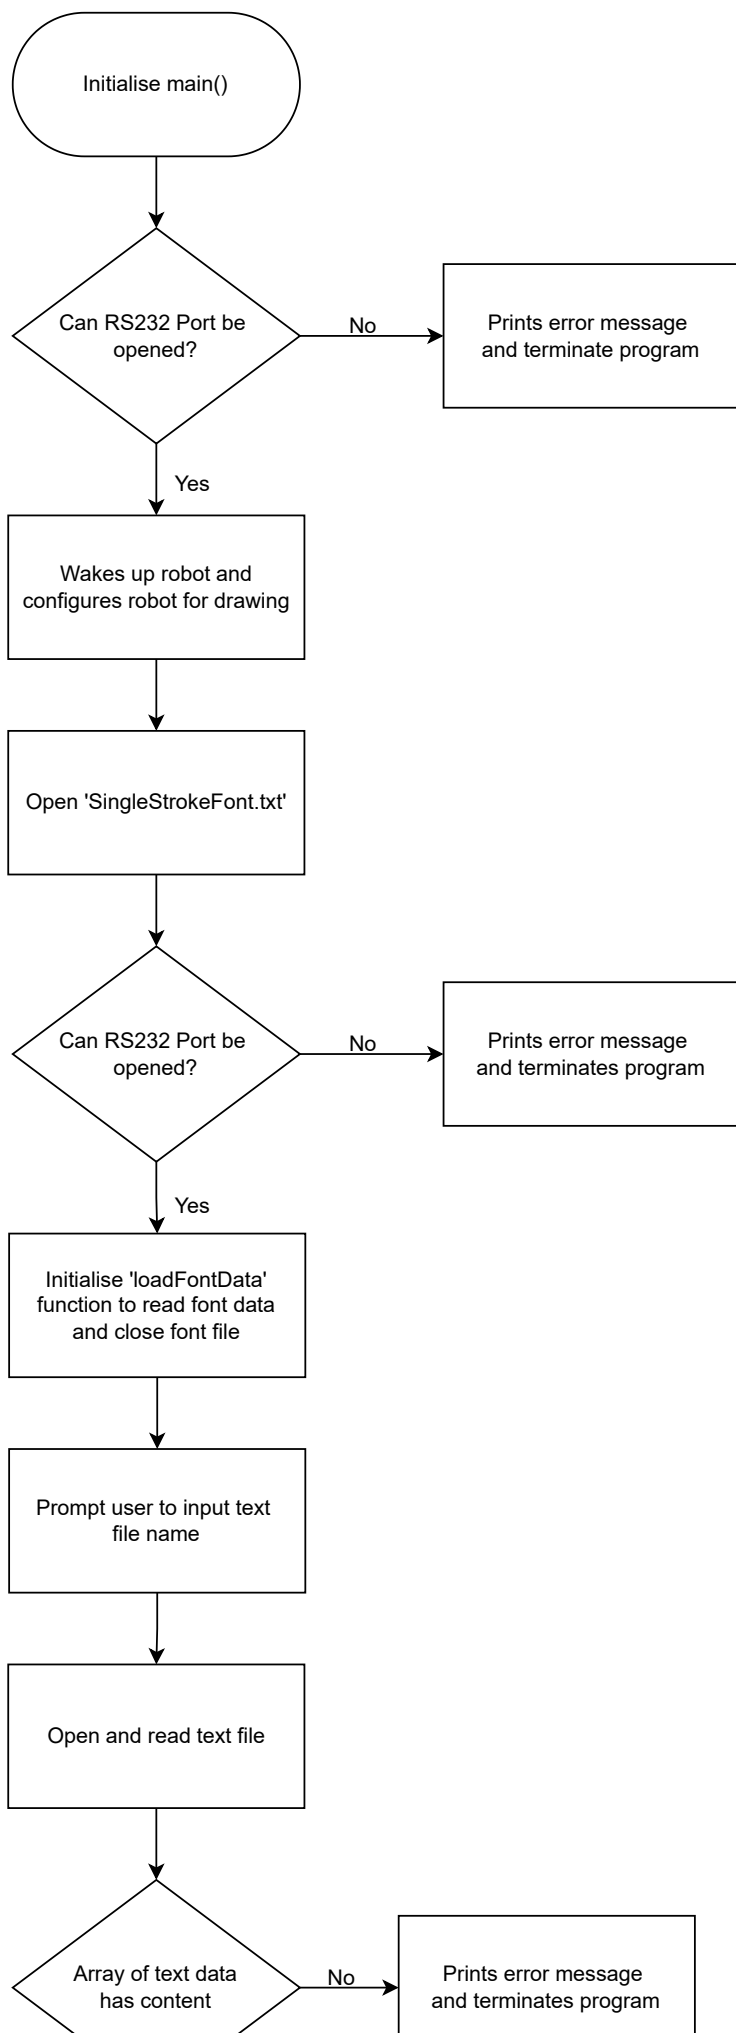 Initialise main()
Can RS232 Port be
opened?
No
Prints error message
and terminate program
Yes
Wakes up robot and
configures robot for drawing
Open 'SingleStrokeFont.txt'
Can RS232 Port be
opened?
No
Prints error message
and terminates program
Yes
Initialise 'loadFontData'
function to read font data
and close font file
Prompt user to input text
file name
Open and read text file
Array of text data
has content
No
Prints error message
and terminates program